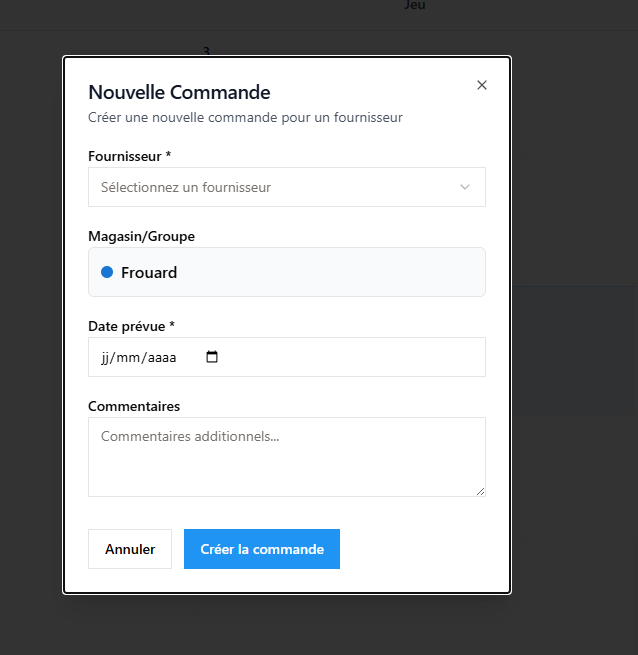 Jeu
3
Nouvelle Commande
Créer une nouvelle commande pour un fournisseur
Fournisseur *
Sélectionnez un fournisseur
Magasin/Groupe
Frouard
Date prévue *
jj/mm/aaaa
Commentaires
Commentaires additionnels...
Annuler
Créer la commande